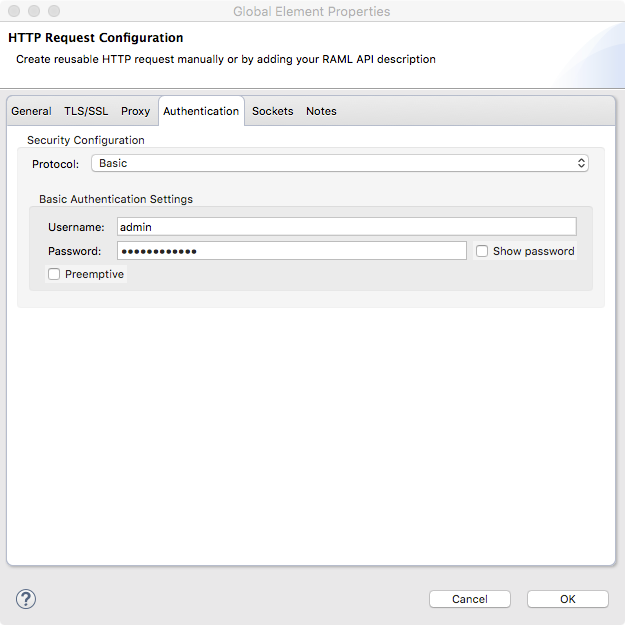 Global Element Properties
HTTP Request Configuration
Create reusable HTTP request manually or by adding your RAML API description
General TLS/SSL Proxy Authentication Sockets Notes
Security Configuration
Protocol: Basic
Basic Authentication Settings
Username: admin
Password: ●●●●●●●●●●●● Show password
Preemptive
? Cancel OK